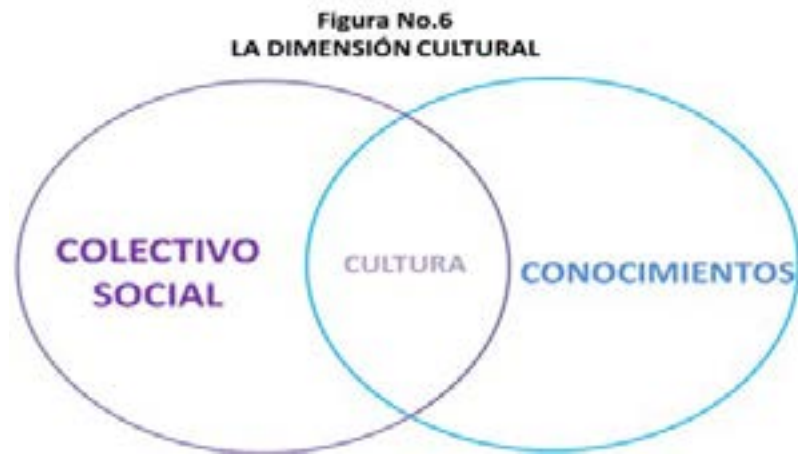 Figura No.6
LA DIMENSIÓN CULTURAL
COLECTIVO
SOCIAL
CULTURA
CONOCIMIENTOS